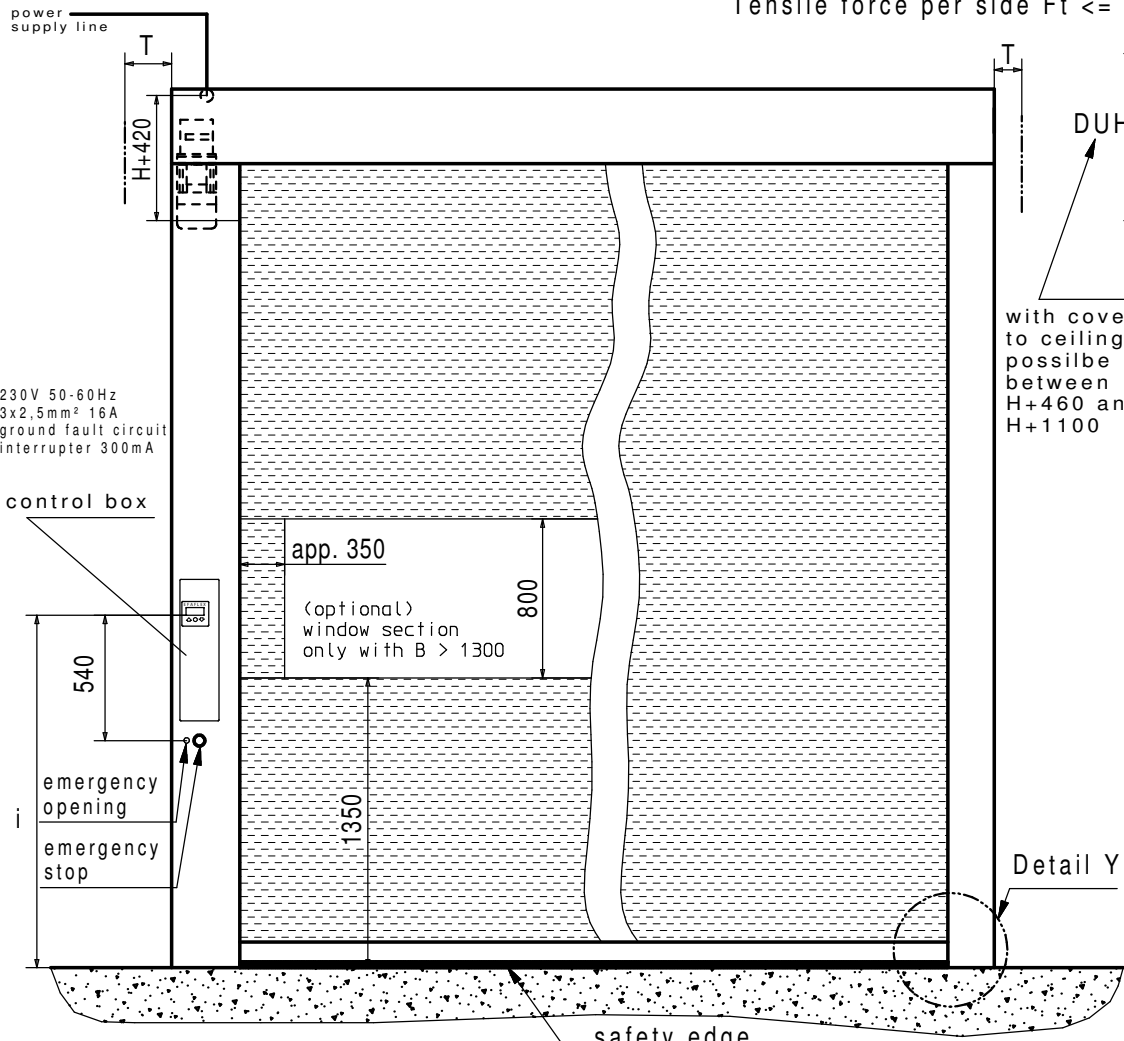 power
supply line
Tensile force per side Ft <=
T
T
H+420
DUH
with cove
to ceiling
possilbe
between
H+460 an
H+1100
230V 50-60Hz
3x2,5mm² 16A
ground fault circuit
interrupter 300mA
control box
app. 350
(optional)
window section
only with B > 1300
800
540
1350
emergency
opening
i
emergency
stop
Detail Y
safety edge